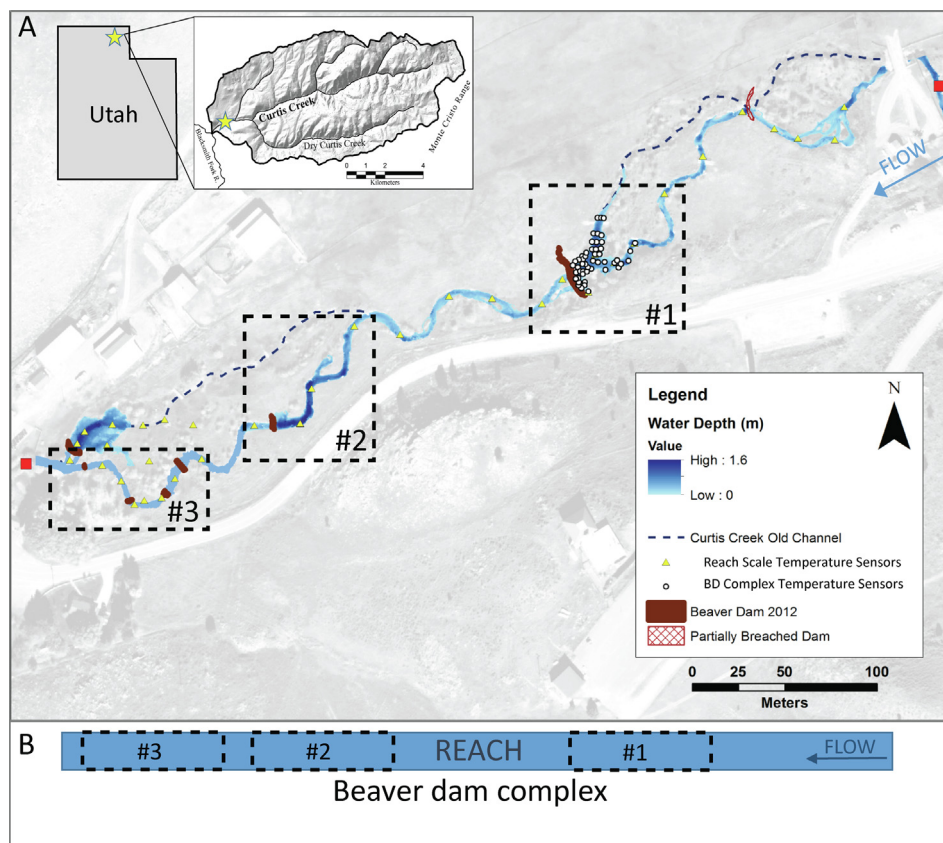 A
Utah
Curtis Creek
Dry Curtis Creek
Monte Cristo Range
Blacksmith Fork R.
0 1 2 4
Kilometers
FLOW
#1
#2
#3
Legend
Water Depth (m)
Value
High : 1.6
Low : 0
N
Curtis Creek Old Channel
Reach Scale Temperature Sensors
BD Complex Temperature Sensors
Beaver Dam 2012
Partially Breached Dam
0 25 50 100
Meters
B
#3 #2 REACH #1 FLOW
Beaver dam complex